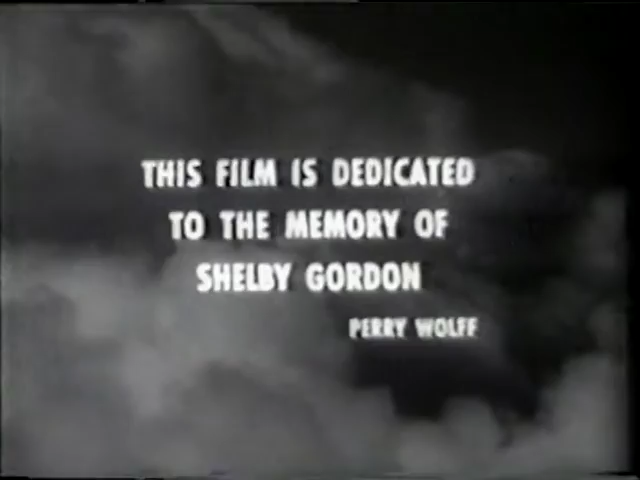 THIS FILM IS DEDICATED
TO THE MEMORY OF
SHELBY GORDON
PERRY WOLFF